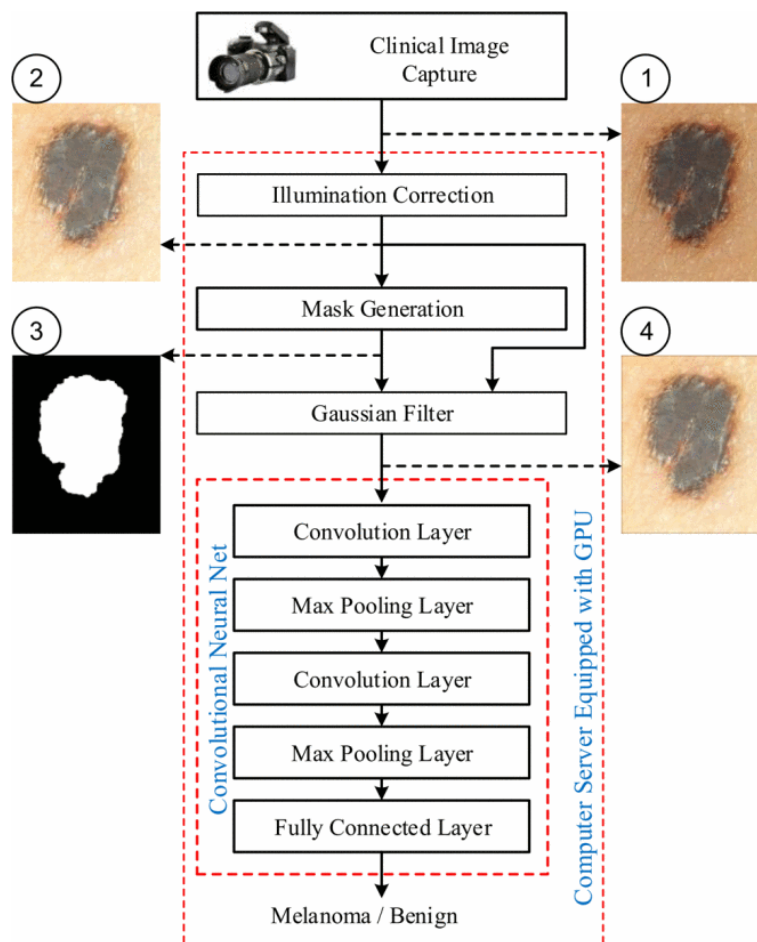 Clinical Image
Capture
2
1
Illumination Correction
Mask Generation
3
4
Gaussian Filter
Convolution Layer
Max Pooling Layer
Convolution Layer
Max Pooling Layer
Fully Connected Layer
Convolutional Neural Net
Computer Server Equipped with GPU
Melanoma / Benign